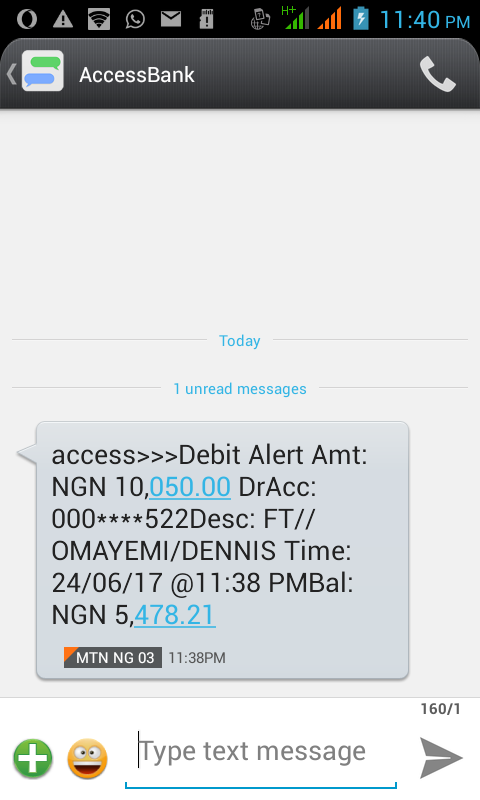 H+ 11:40 PM
AccessBank
Today
1 unread messages
access>>>Debit Alert Amt:
NGN 10,050.00 DrAcc:
000****522Desc: FT//
OMAYEMI/DENNIS Time:
24/06/17 @11:38 PMBal:
NGN 5,478.21
MTN NG 03 11:38PM
160/1
Type text message